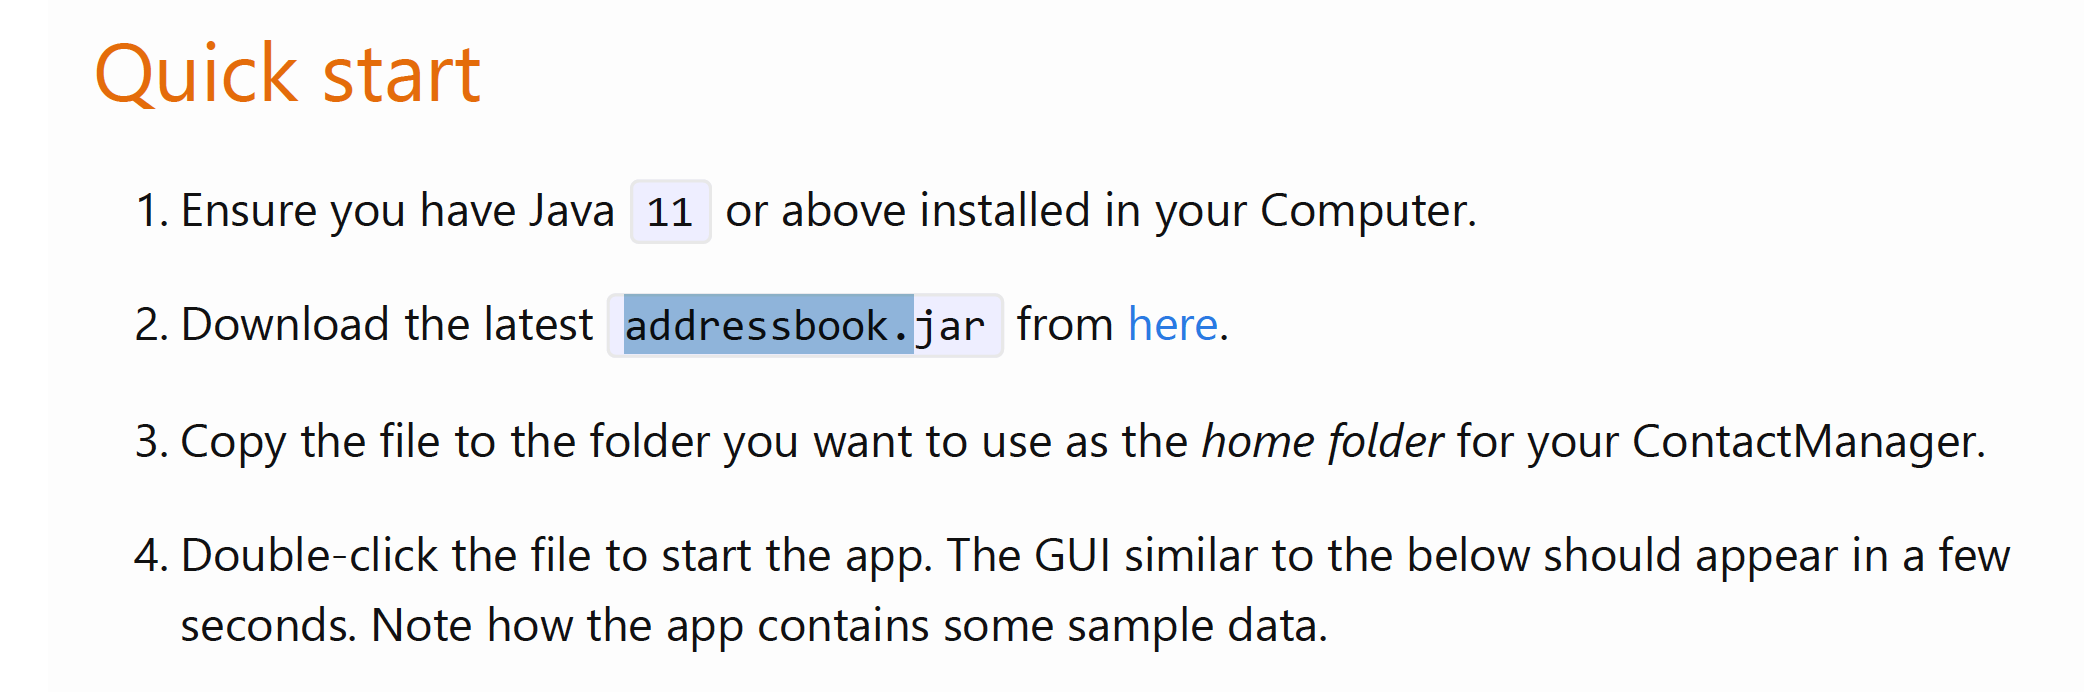 Quick start
1. Ensure you have Java 11 or above installed in your Computer.
2. Download the latest addressbook.jar from here.
3. Copy the file to the folder you want to use as the home folder for your ContactManager.
4. Double-click the file to start the app. The GUI similar to the below should appear in a few
seconds. Note how the app contains some sample data.